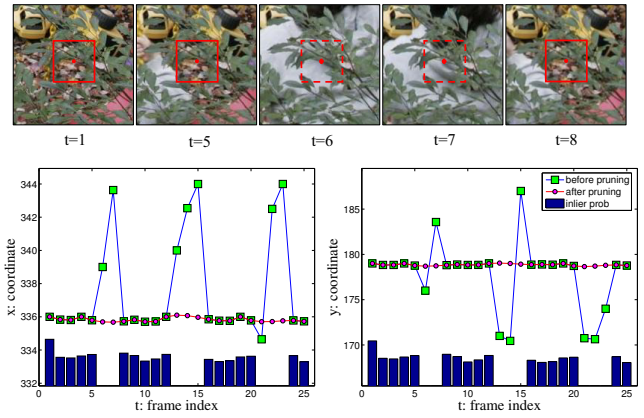 t=1 t=5 t=6 t=7 t=8
344
342
340
338
336
334
332
x: coordinate
0 5 10 15 20 25
t: frame index
185
180
175
170
y: coordinate
before pruning
after pruning
inlier prob
0 5 10 15 20 25
t: frame index